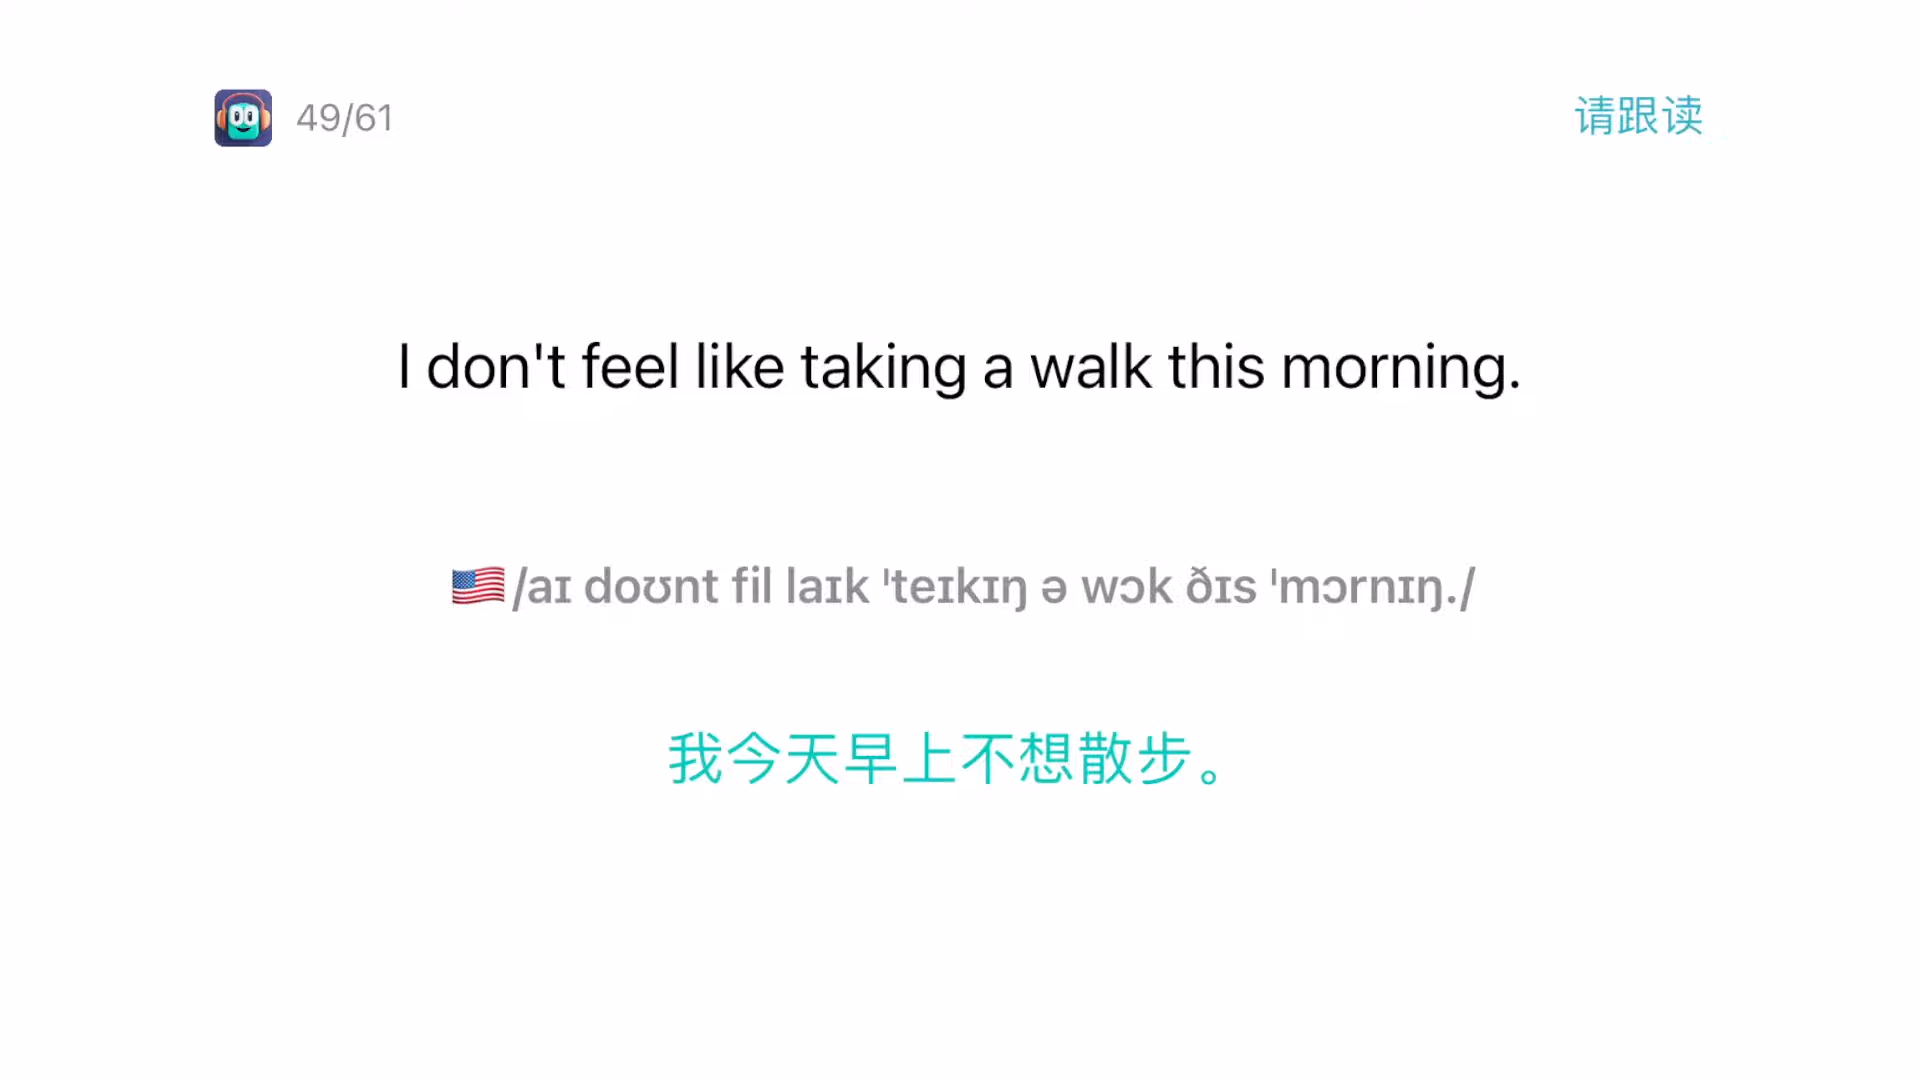 49/61
请跟读
I don't feel like taking a walk this morning.
/aɪ doʊnt fil laɪk ˈteɪkɪŋ ə wɔk ðɪs ˈmɔrnɪŋ./
我今天早上不想散步。